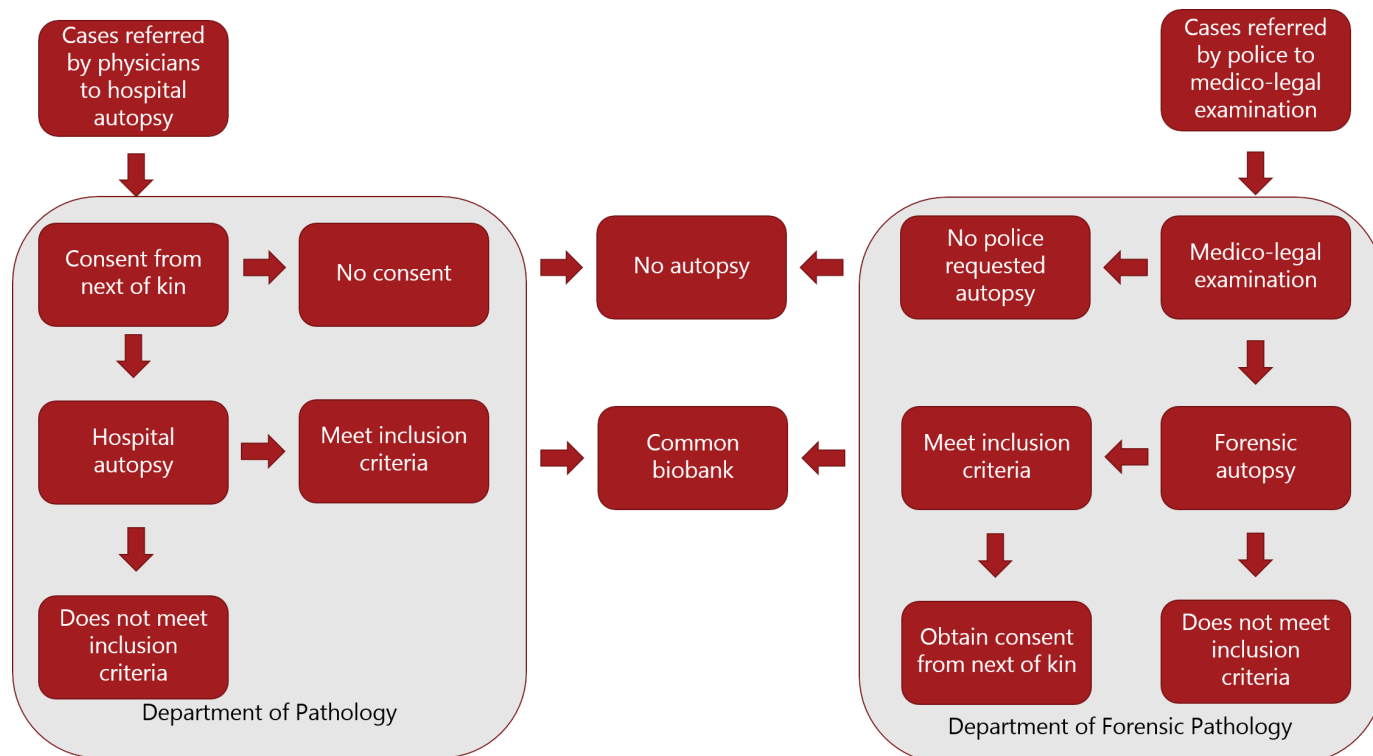 Cases referred
by physicians
to hospital
autopsy
Cases referred
by police to
medico-legal
examination
Consent from
next of kin
No consent
No autopsy
No police
requested
autopsy
Medico-legal
examination
Hospital
autopsy
Meet inclusion
criteria
Common
biobank
Meet inclusion
criteria
Forensic
autopsy
Does not meet
inclusion
criteria
Obtain consent
from next of kin
Does not meet
inclusion
criteria
Department of Pathology
Department of Forensic Pathology